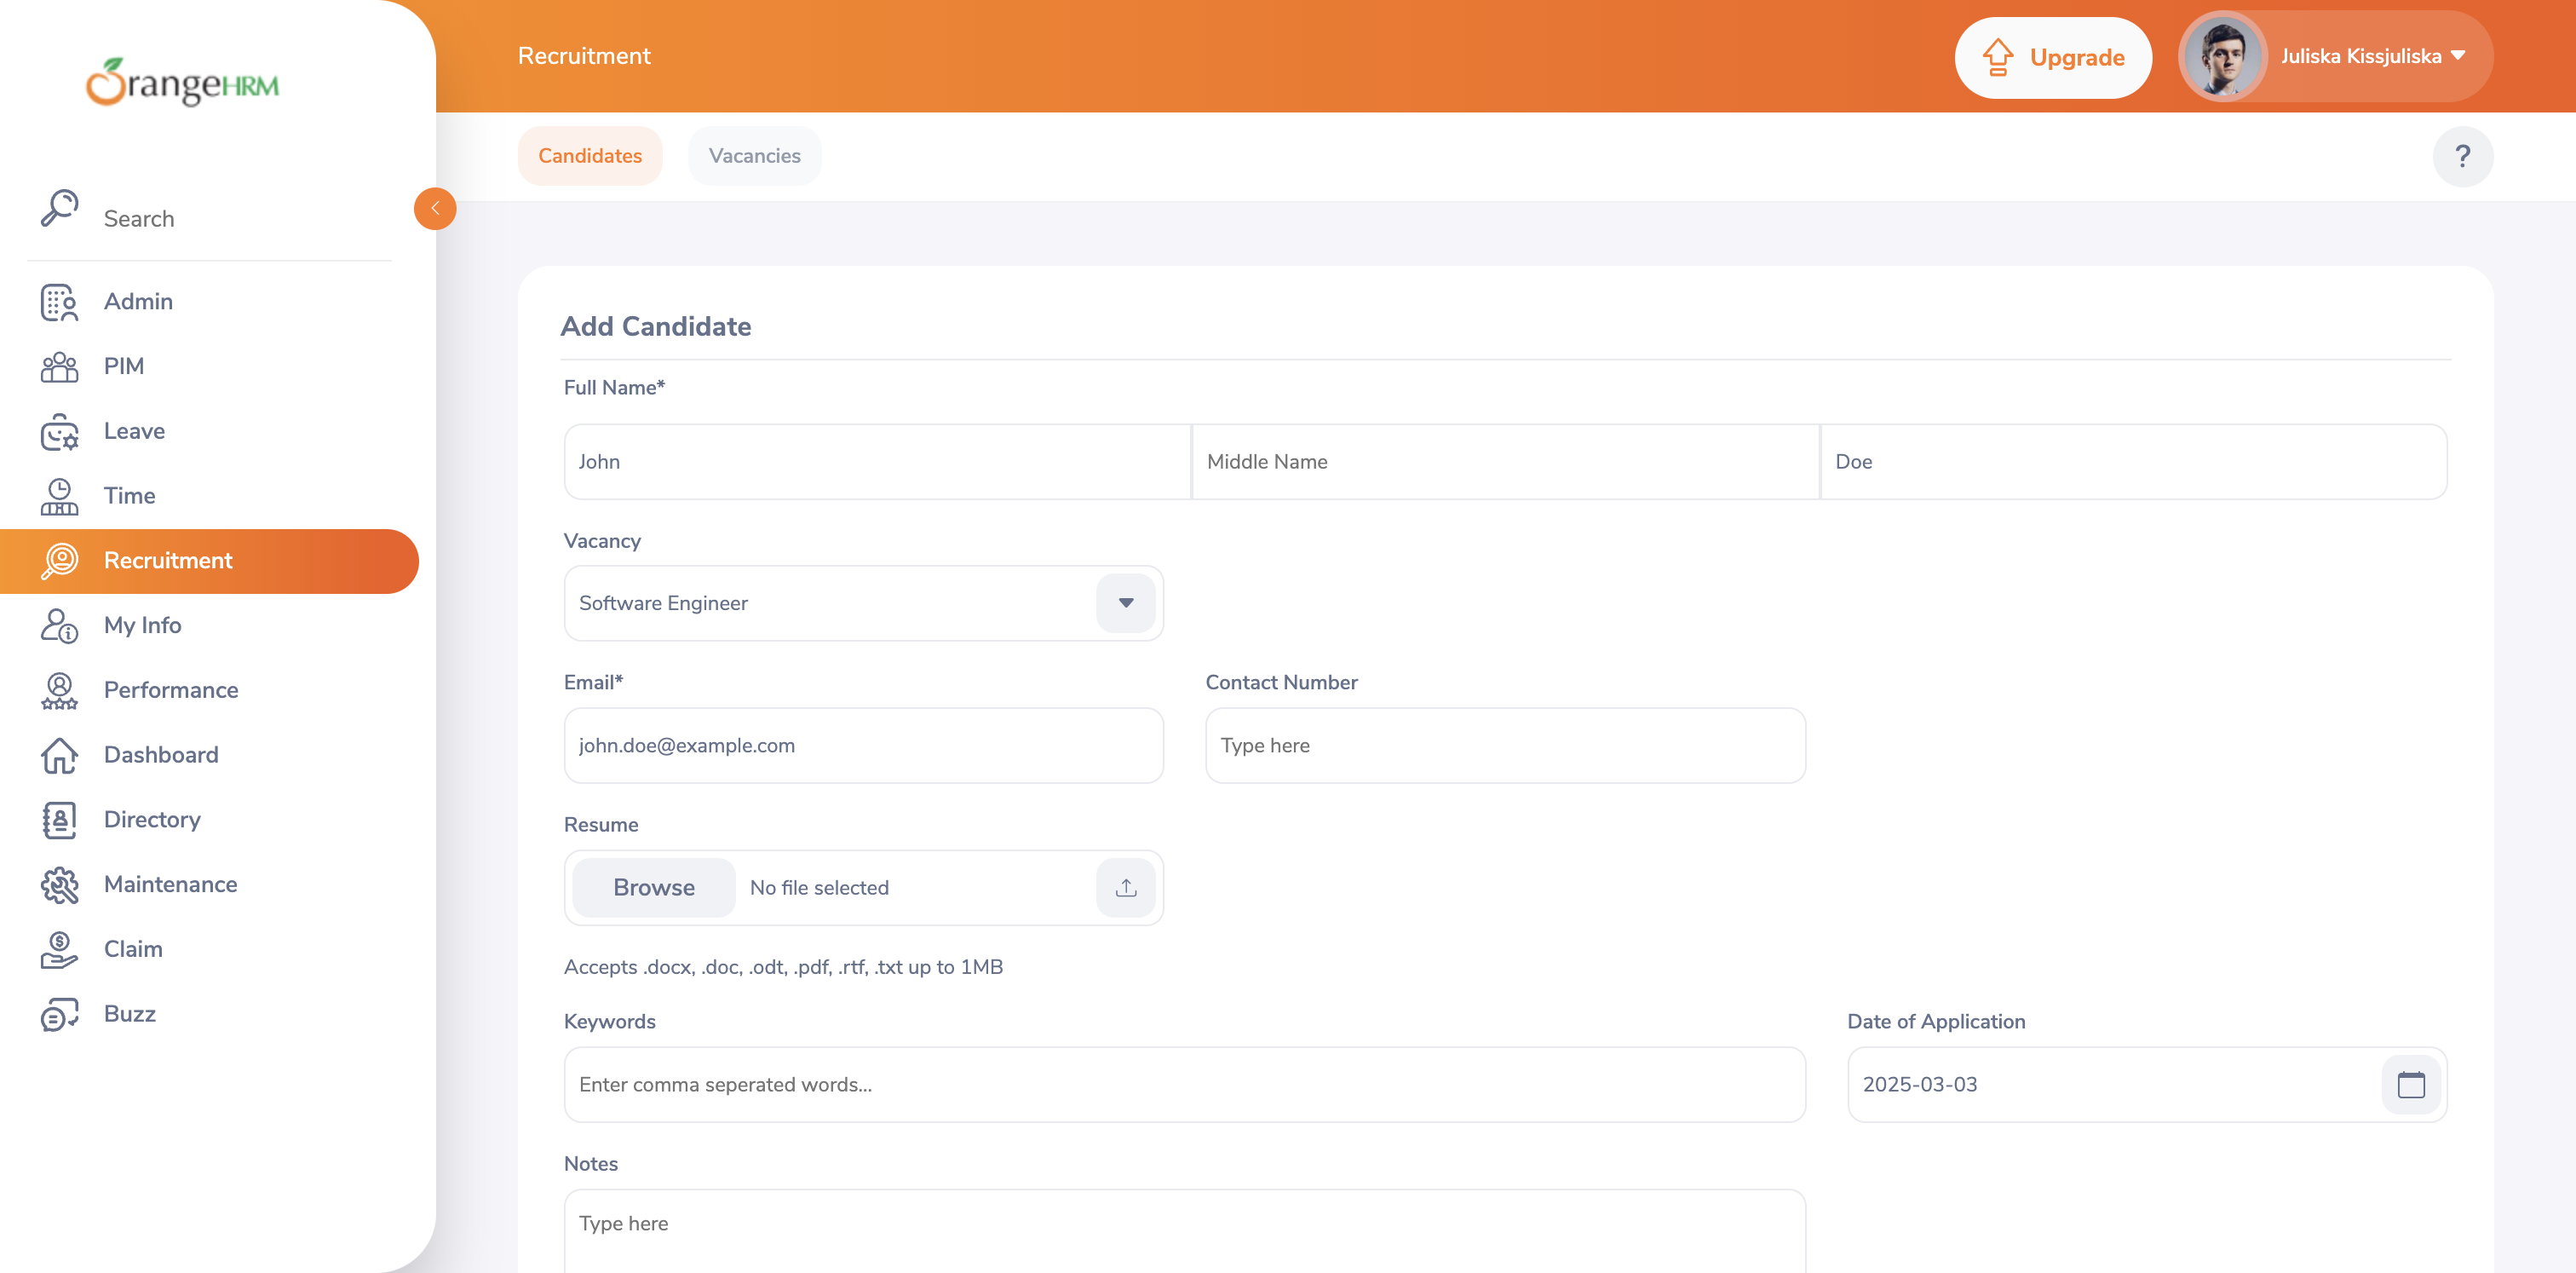 OrangeHRM
Search
Admin
PIM
Leave
Time
Recruitment
My Info
Performance
Dashboard
Directory
Maintenance
Claim
Buzz
Recruitment
Upgrade
Juliska Kissjuliska
Candidates
Vacancies
?
Add Candidate
Full Name*
John
Middle Name
Doe
Vacancy
Software Engineer
Email*
Contact Number
john.doe@example.com
Type here
Resume
Browse
No file selected
Accepts .docx, .doc, .odt, .pdf, .rtf, .txt up to 1MB
Keywords
Date of Application
Enter comma seperated words...
2025-03-03
Notes
Type here